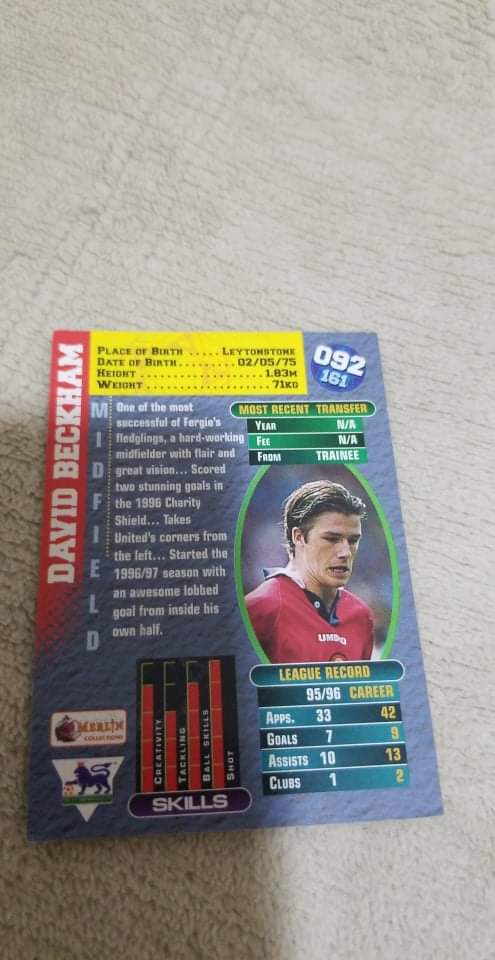 DAVID BECKHAM
PLACE OF BIRTH ..... LEYTONSTONE
DATE OF BIRTH......... 02/05/75
HEIGHT ................... 1.83M
WEIGHT ................... 71KG
092
161
MIDFIELD
One of the most
successful of Fergie's
fledglings, a hard-working
midfielder with flair and
great vision... Scored
two stunning goals in
the 1996 Charity
Shield... Takes
United's corners from
the left... Started the
1996/97 season with
an awesome lobbed
goal from inside his
own half.
MOST RECENT TRANSFER
YEAR N/A
FEE N/A
FROM TRAINEE
UMBRO
LEAGUE RECORD
95/96 CAREER
APPS. 33 42
GOALS 7 9
ASSISTS 10 13
CLUBS 1 2
CREATIVITY
TACKLING
BALL SKILLS
SHOT
SKILLS
MERLIN
COLLECTIONS